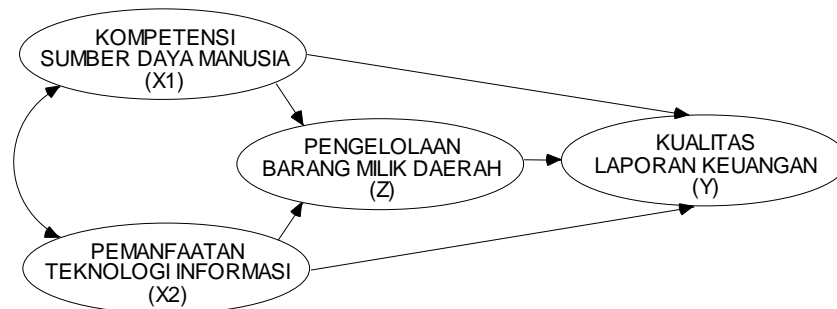 KOMPETENSI
SUMBER DAYA MANUSIA
(X1)
PENGELOLAAN
BARANG MILIK DAERAH
(Z)
KUALITAS
LAPORAN KEUANGAN
(Y)
PEMANFAATAN
TEKNOLOGI INFORMASI
(X2)